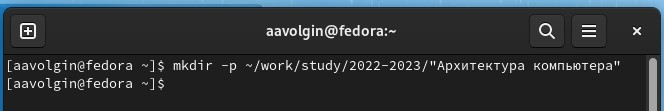 aavolgin@fedora:~
[aavolgin@fedora ~]$ mkdir -p ~/work/study/2022-2023/"Архитектура компьютера"
[aavolgin@fedora ~]$